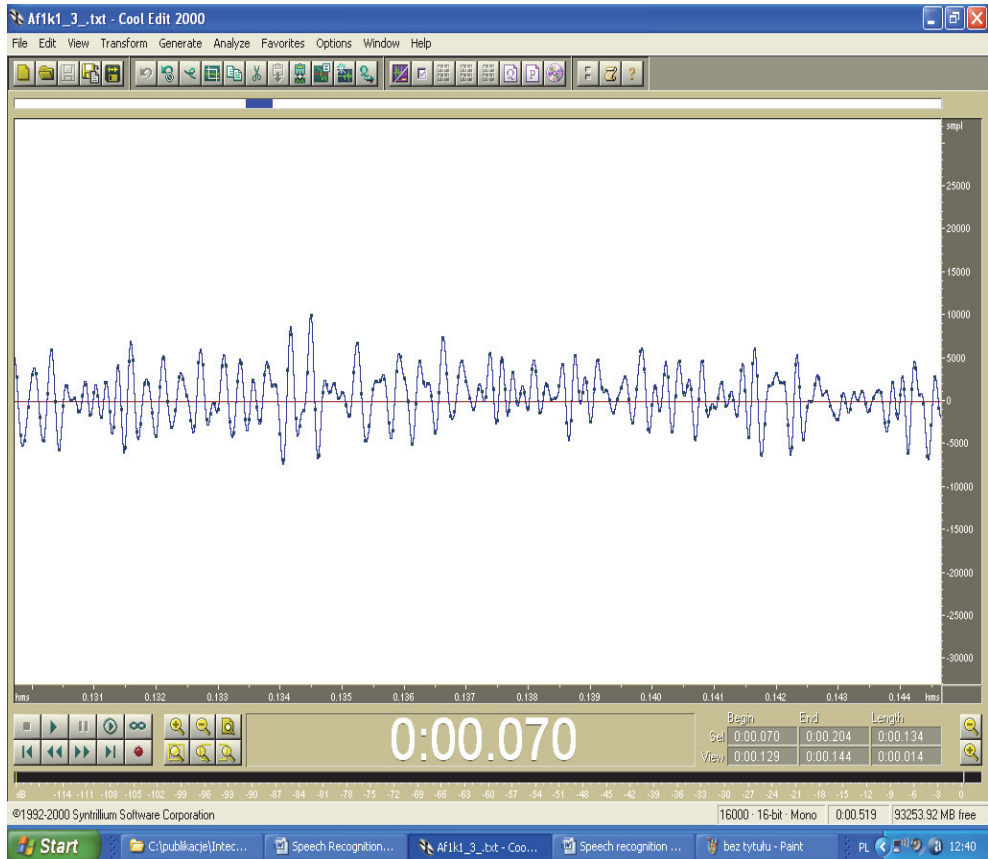 Af1k1_3_.txt - Cool Edit 2000
File Edit View Transform Generate Analyze Favorites Options Window Help
smpl
25000
20000
15000
10000
5000
0
-5000
-10000
-15000
-20000
-25000
-30000
hms 0.131 0.132 0.133 0.134 0.135 0.136 0.137 0.138 0.139 0.140 0.141 0.142 0.143 0.144 hms
0:00.070
Begin End Length
Sel 0:00.070 0:00.204 0:00.134
View 0:00.129 0:00.144 0:00.014
dB -114 -111 -108 -105 -102 -99 -96 -93 -90 -87 -84 -81 -78 -75 -72 -69 -66 -63 -60 -57 -54 -51 -48 -45 -42 -39 -36 -33 -30 -27 -24 -21 -18 -15 -12 -9 -6 -3 0
©1992-2000 Syntrillium Software Corporation 16000 · 16-bit · Mono 0:00.519 93253.92 MB free
Start C:\publikacje\Intec... Speech Recognition... Af1k1_3_.txt - Coo... Speech recognition ... bez tytułu - Paint PL 12:40